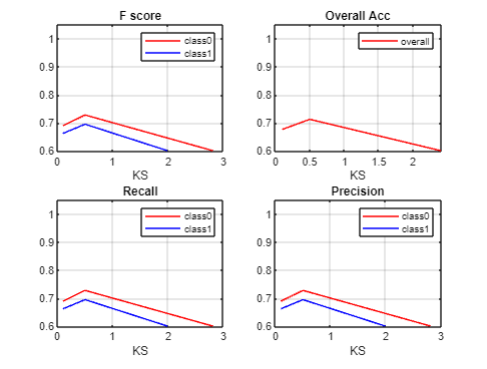 F score
class0
class1
1
0.9
0.8
0.7
0.6
0 1 2 3
KS
Overall Acc
overall
1
0.9
0.8
0.7
0.6
0 0.5 1 1.5 2
KS
Recall
class0
class1
1
0.9
0.8
0.7
0.6
0 1 2 3
KS
Precision
class0
class1
1
0.9
0.8
0.7
0.6
0 1 2 3
KS